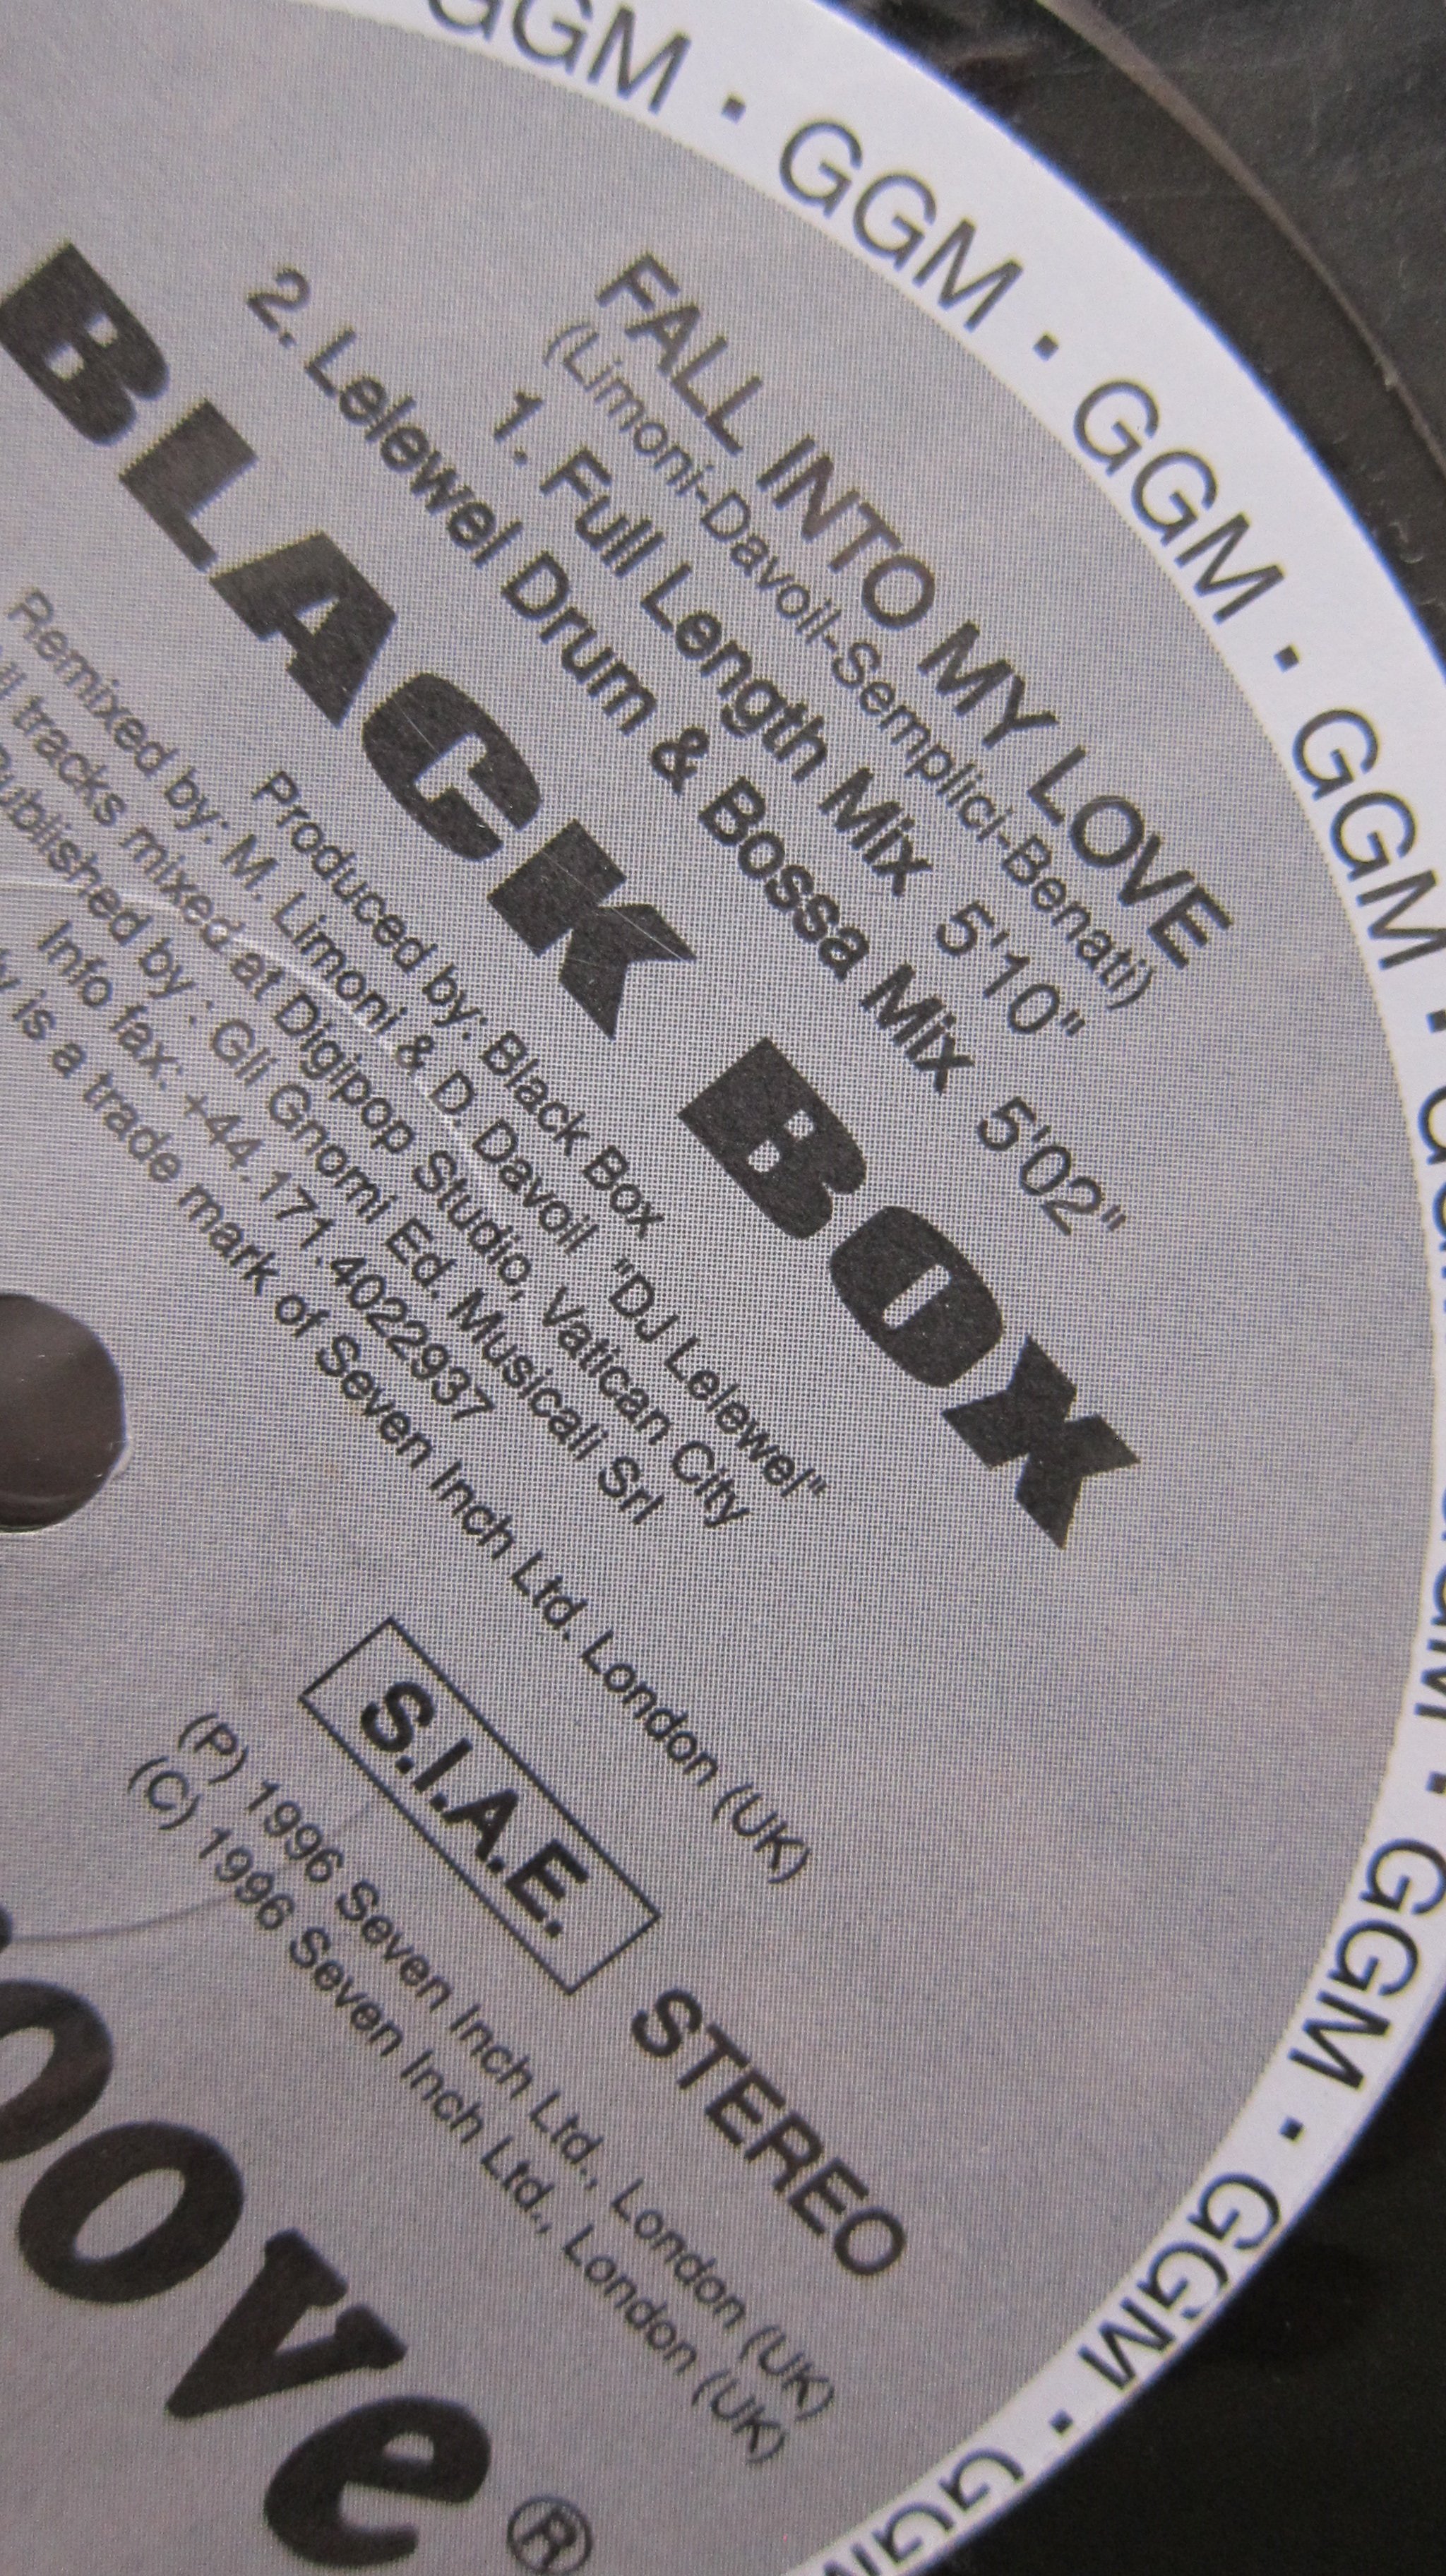 GGM · GGM · GGM · GGM · GGM · GGM · GGM
FALL INTO MY LOVE
(Limoni-Davoil-Semplici-Benati)
1. Full Length Mix 5'10"
2. Lelewel Drum & Bossa Mix 5'02"
BLACK BOX
Produced by: Black Box
Remixed by: M. Limoni & D. Davoil "DJ Lelewel"
tracks mixed at Digipop Studio, Vatican City
Published by : Gli Gnomi Ed. Musicali Srl
Info fax: +44.171.4022937
is a trade mark of Seven Inch Ltd. London (UK)
S.I.A.E. STEREO
(P) 1996 Seven Inch Ltd., London (UK)
(C) 1996 Seven Inch Ltd., London (UK)
oove ®